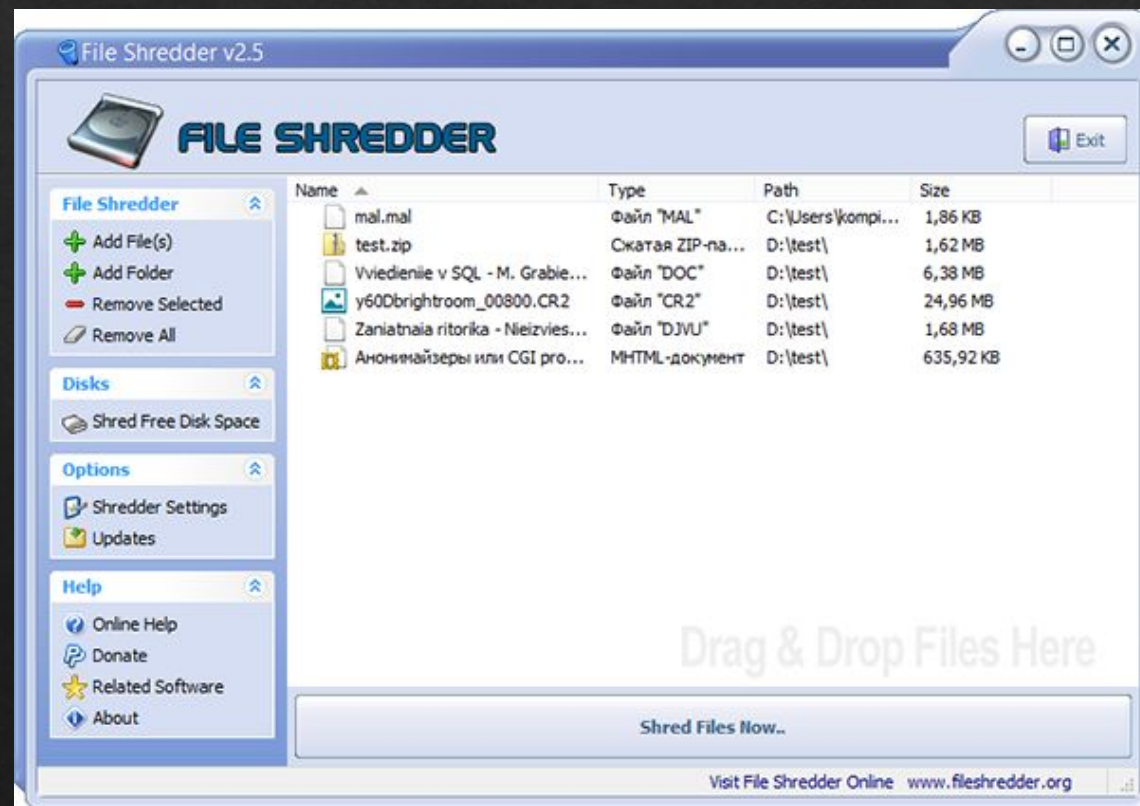 File Shredder v2.5
FILE SHREDDER
Exit
File Shredder
Add File(s)
Add Folder
Remove Selected
Remove All
Disks
Shred Free Disk Space
Options
Shredder Settings
Updates
Help
Online Help
Donate
Related Software
About
Name Type Path Size
mal.mal Файл "MAL" C:\Users\kompi... 1,86 KB
test.zip Сжатая ZIP-па... D:\test\ 1,62 MB
Vviedieniie v SQL - M. Grabie... Файл "DOC" D:\test\ 6,38 MB
y60Dbrightroom_00800.CR2 Файл "CR2" D:\test\ 24,96 MB
Zaniatnaia ritorika - Nieizvies... Файл "DJVU" D:\test\ 1,68 MB
Анонимайзеры или CGI pro... MHTML-документ D:\test\ 635,92 KB
Drag & Drop Files Here
Shred Files Now..
Visit File Shredder Online www.fileshredder.org